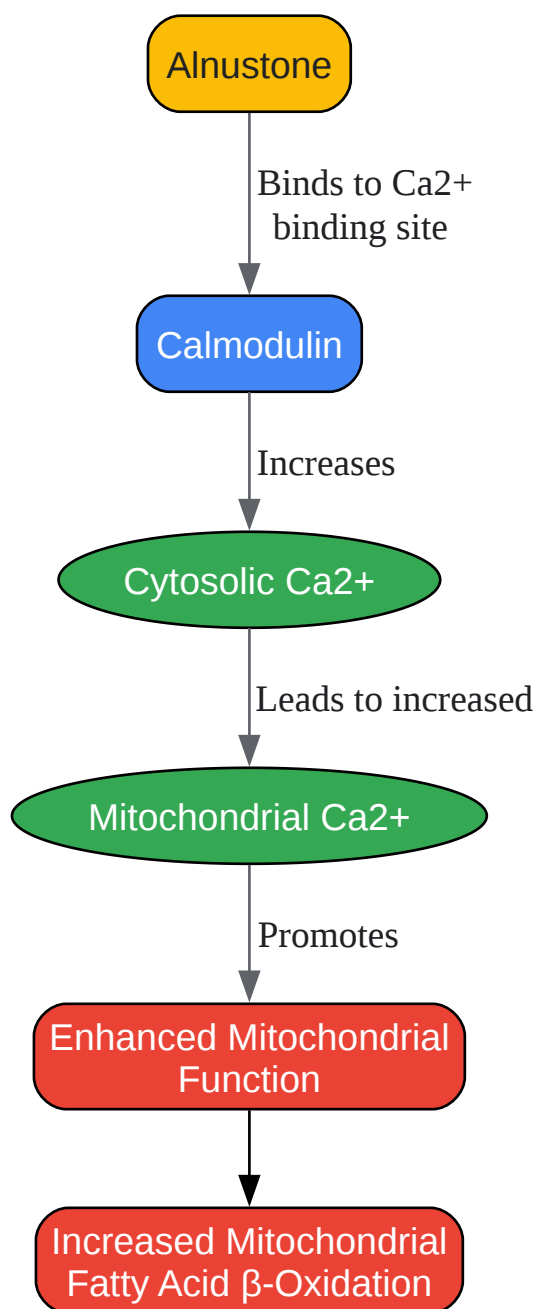 Alnustone
Binds to Ca2+
binding site
Calmodulin
Increases
Cytosolic Ca2+
Leads to increased
Mitochondrial Ca2+
Promotes
Enhanced Mitochondrial
Function
Increased Mitochondrial
Fatty Acid β-Oxidation